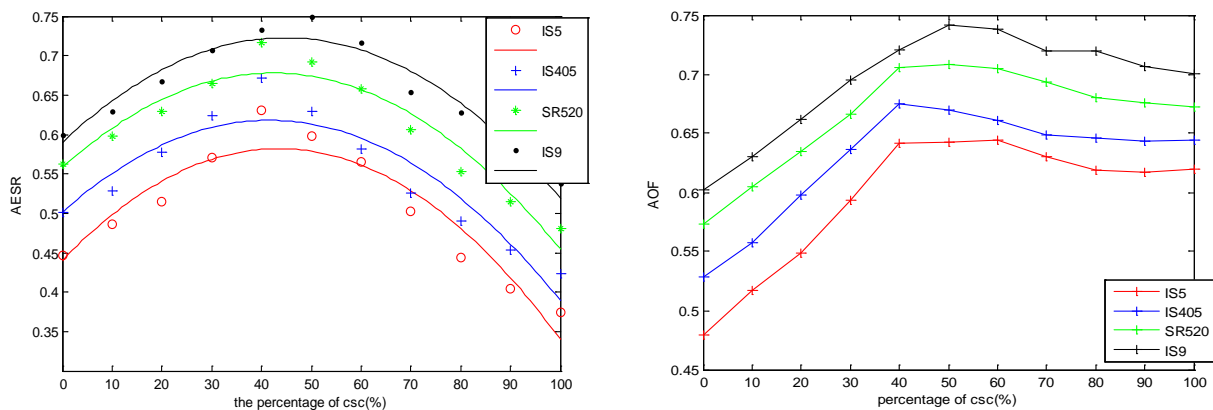 0.75
0.7
0.65
0.6
0.55
0.5
0.45
0.4
0.35
AESR
0 10 20 30 40 50 60 70 80 90 100
the percentage of csc(%)
IS5
IS405
SR520
IS9
0.75
0.7
0.65
0.6
0.55
0.5
0.45
AOF
0 10 20 30 40 50 60 70 80 90 100
percentage of csc(%)
IS5
IS405
SR520
IS9